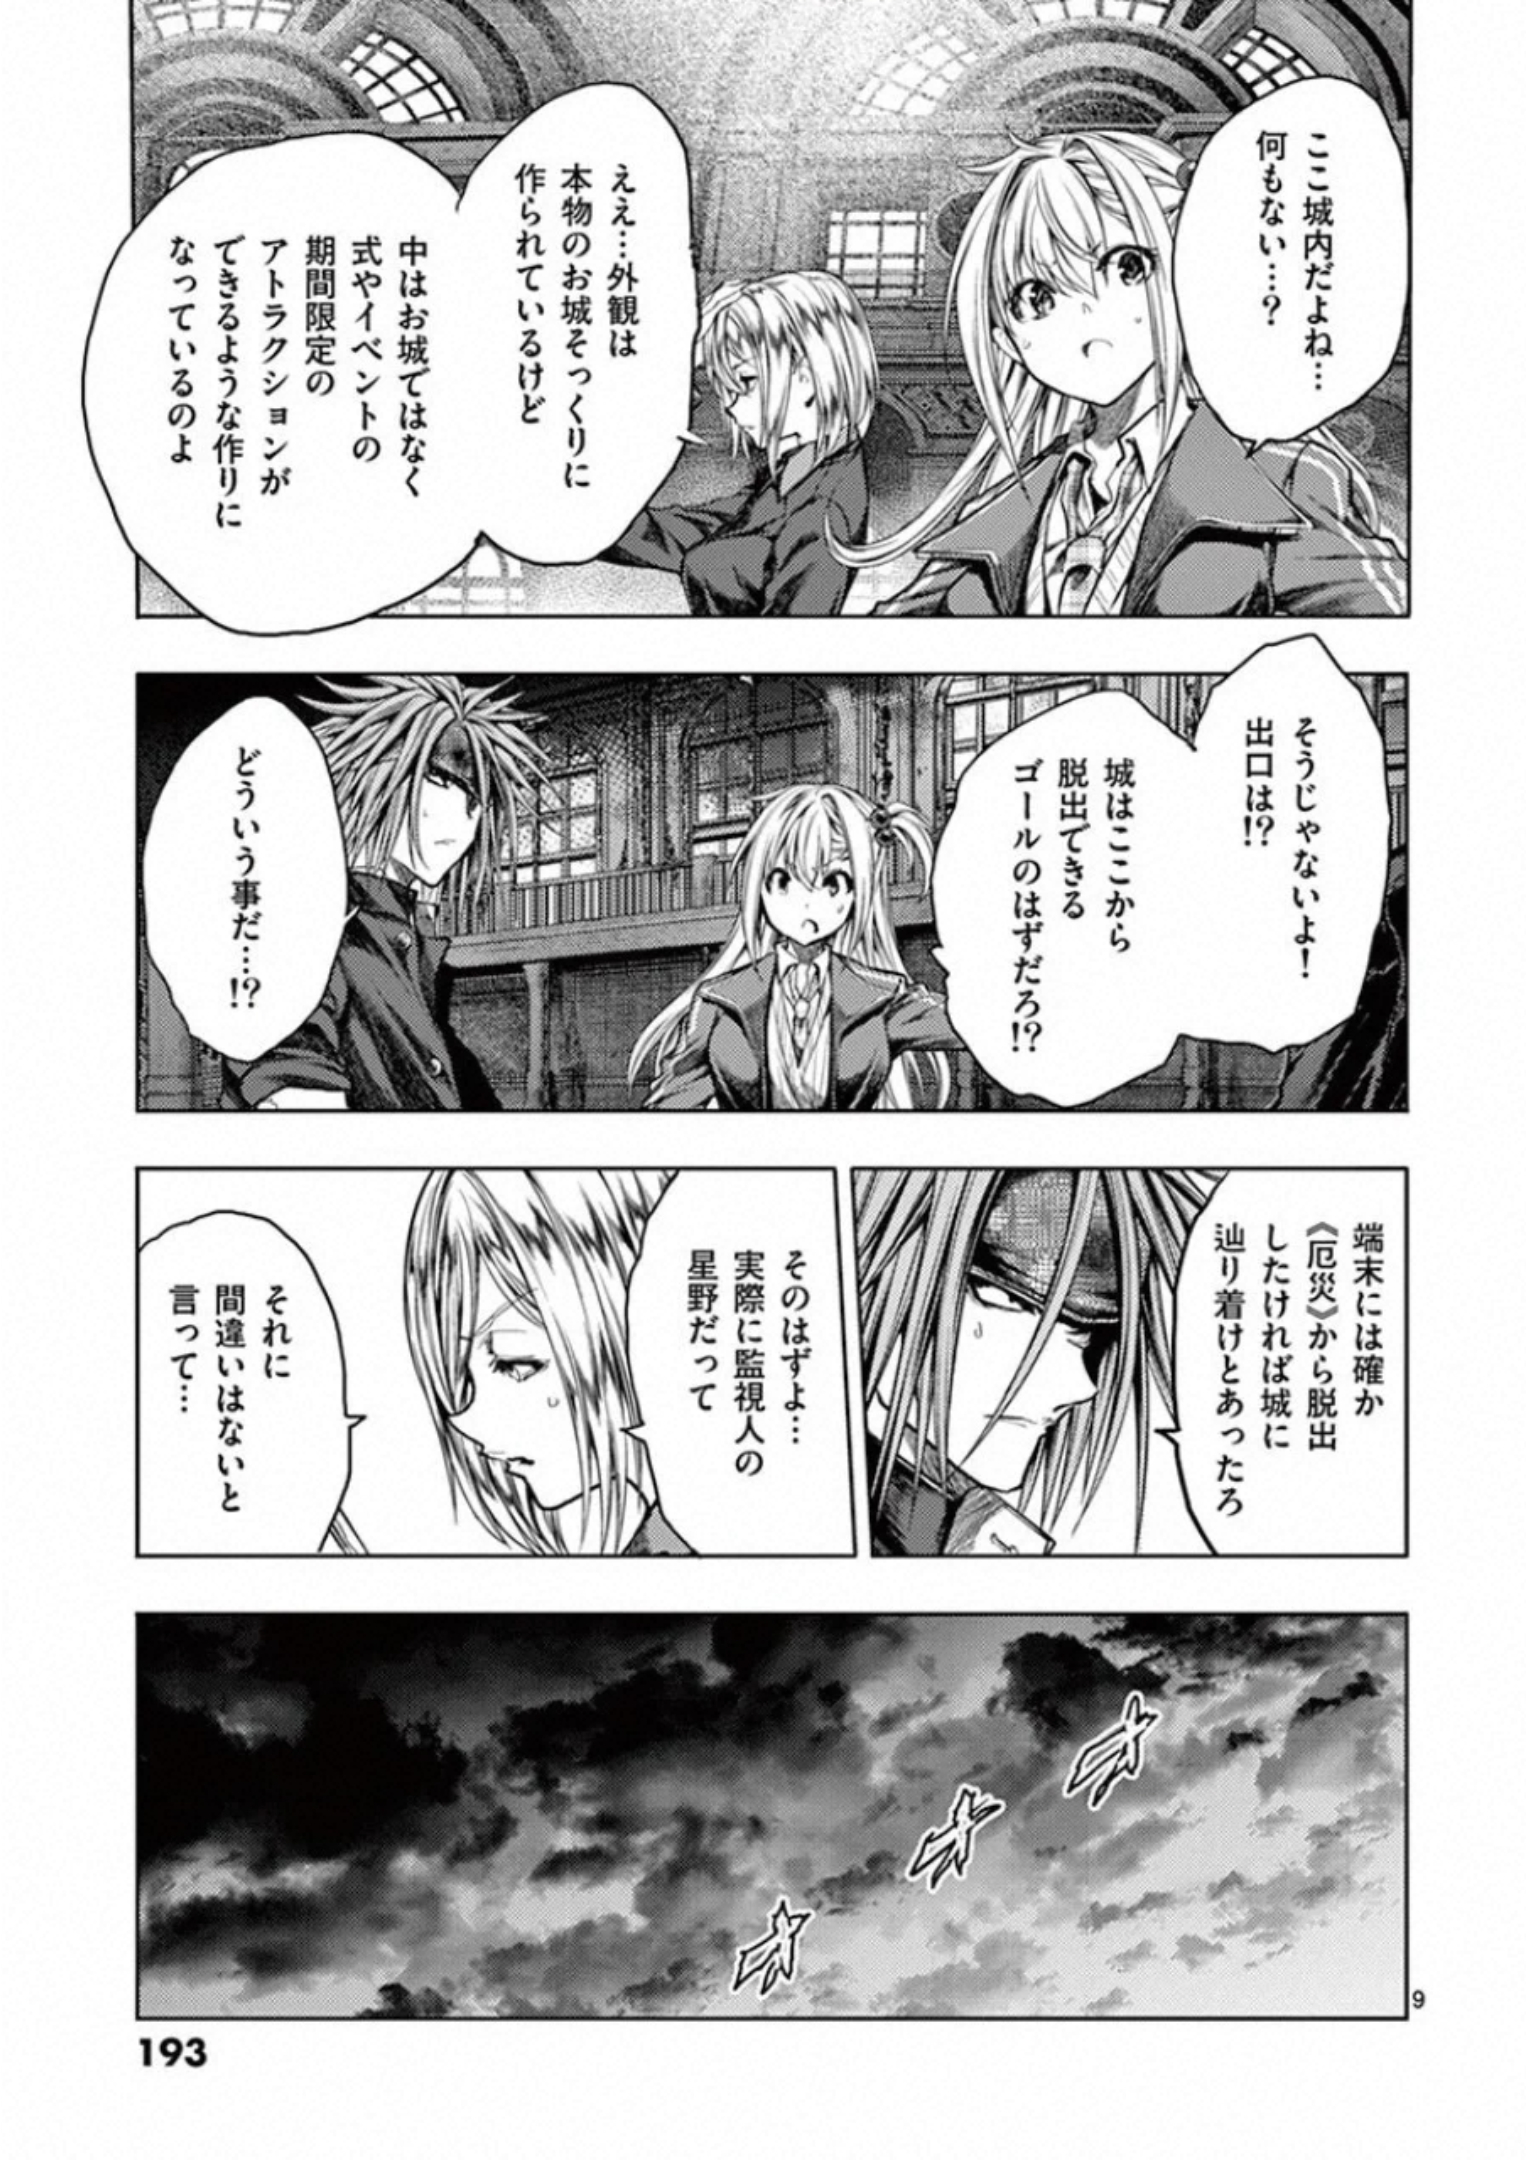 ここ城内だよね…
何もない…?
ええ…外観は
本物のお城そっくりに
作られているけど
中はお城ではなく
式やイベントの
期間限定の
アトラクションが
できるような作りに
なっているのよ
そうじゃないよ!
出口は!?
城はここから
脱出できる
ゴールのはずだろ!?
どういう事だ…!?
端末には確か
《厄災》から脱出
したければ城に
辿り着けとあったろ
そのはずよ…
実際に監視人の
星野だって
それに
間違いはないと
言って…
オ
オ
オ
9
193